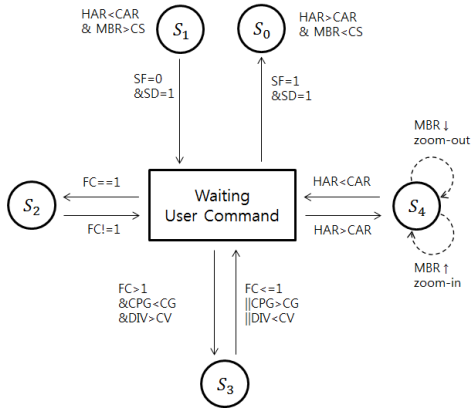 HAR<CAR
& MBR>CS
S1
S0
HAR>CAR
& MBR<CS
SF=0
&SD=1
SF=1
&SD=1
MBR↓
zoom-out
S2
FC==1
FC!=1
Waiting
User Command
HAR<CAR
HAR>CAR
S4
MBR↑
zoom-in
FC>1
&CPG<CG
&DIV>CV
FC<=1
||CPG>CG
||DIV<CV
S3